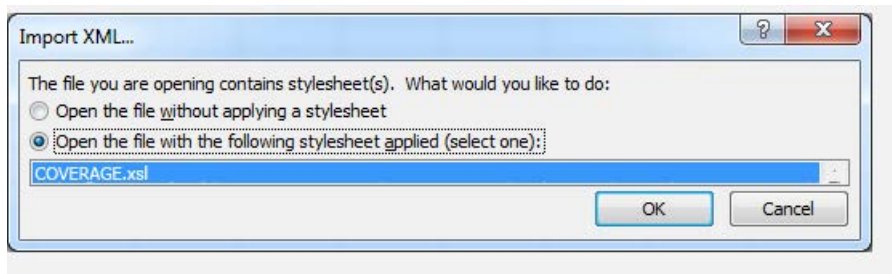 Import XML...
?
X
The file you are opening contains stylesheet(s). What would you like to do:
Open the file without applying a stylesheet
Open the file with the following stylesheet applied (select one):
COVERAGE.xsl
OK Cancel